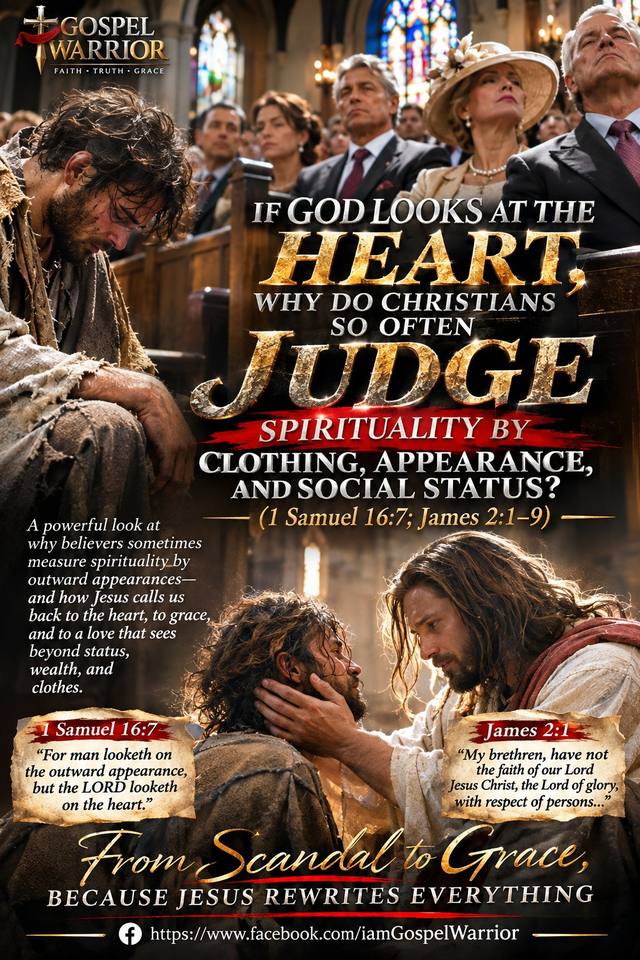 GOSPEL
WARRIOR
FAITH • TRUTH • GRACE
IF GOD LOOKS AT THE
HEART,
WHY DO CHRISTIANS
SO OFTEN
JUDGE
SPIRITUALITY BY
CLOTHING, APPEARANCE,
AND SOCIAL STATUS?
(1 Samuel 16:7; James 2:1–9)
A powerful look at
why believers sometimes
measure spirituality by
outward appearances—
and how Jesus calls us
back to the heart, to grace,
and to a love that sees
beyond status,
wealth, and
clothes.
1 Samuel 16:7
“For man looketh on
the outward appearance,
but the LORD looketh
on the heart.”
James 2:1
“My brethren, have not
the faith of our Lord
Jesus Christ, the Lord of glory,
with respect of persons...”
From Scandal to Grace,
BECAUSE JESUS REWRITES EVERYTHING
https://www.facebook.com/iamGospelWarrior